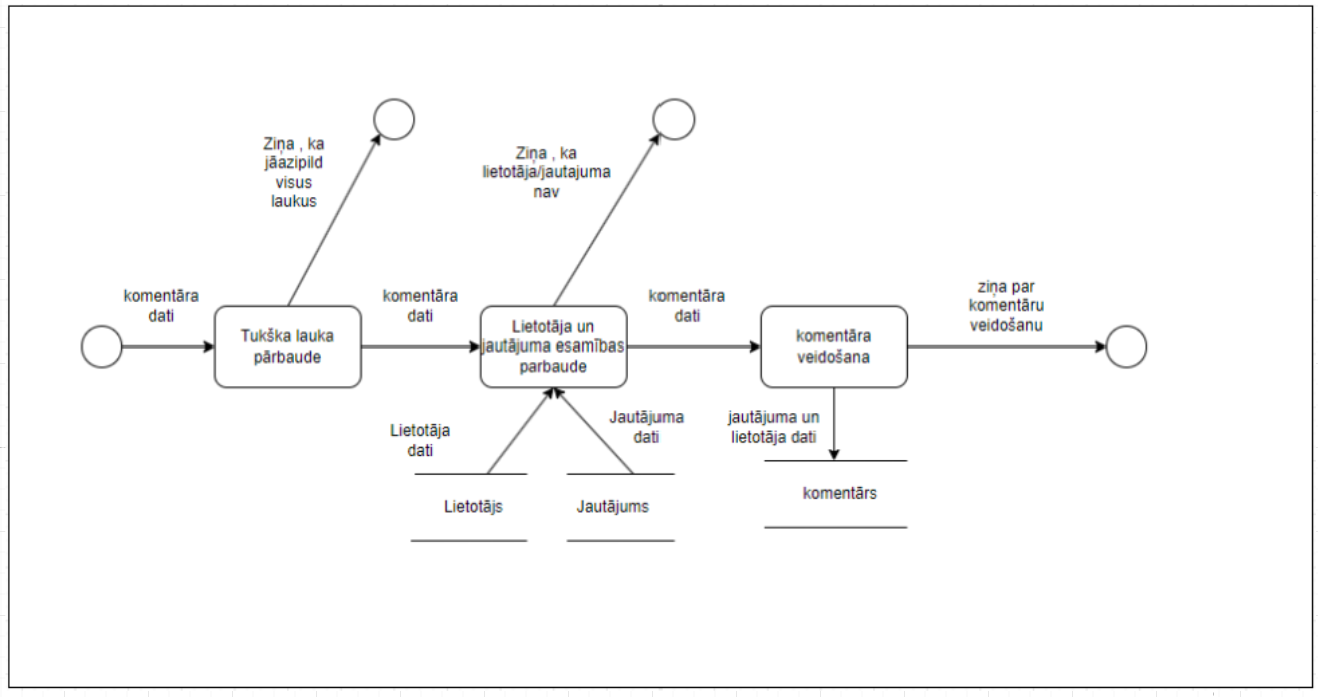 Ziņa , ka
jāazipild
visus
laukus
Ziņa , ka
lietotāja/jautajuma
nav
komentāra
dati
Tukška lauka
pārbaude
komentāra
dati
Lietotāja un
jautājuma esamības
parbaude
komentāra
dati
komentāra
veidošana
ziņa par
komentāru
veidošanu
Lietotāja
dati
Jautājuma
dati
jautājuma un
lietotāja dati
Lietotājs
Jautājums
komentārs